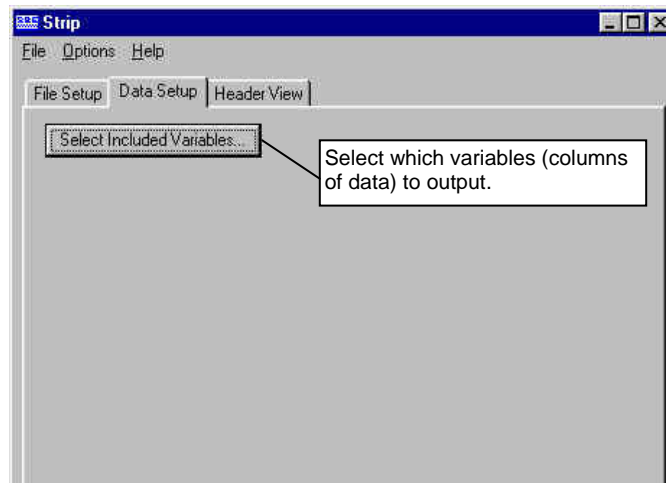 Strip
File Options Help
File Setup Data Setup Header View
Select Included Variables...
Select which variables (columns
of data) to output.